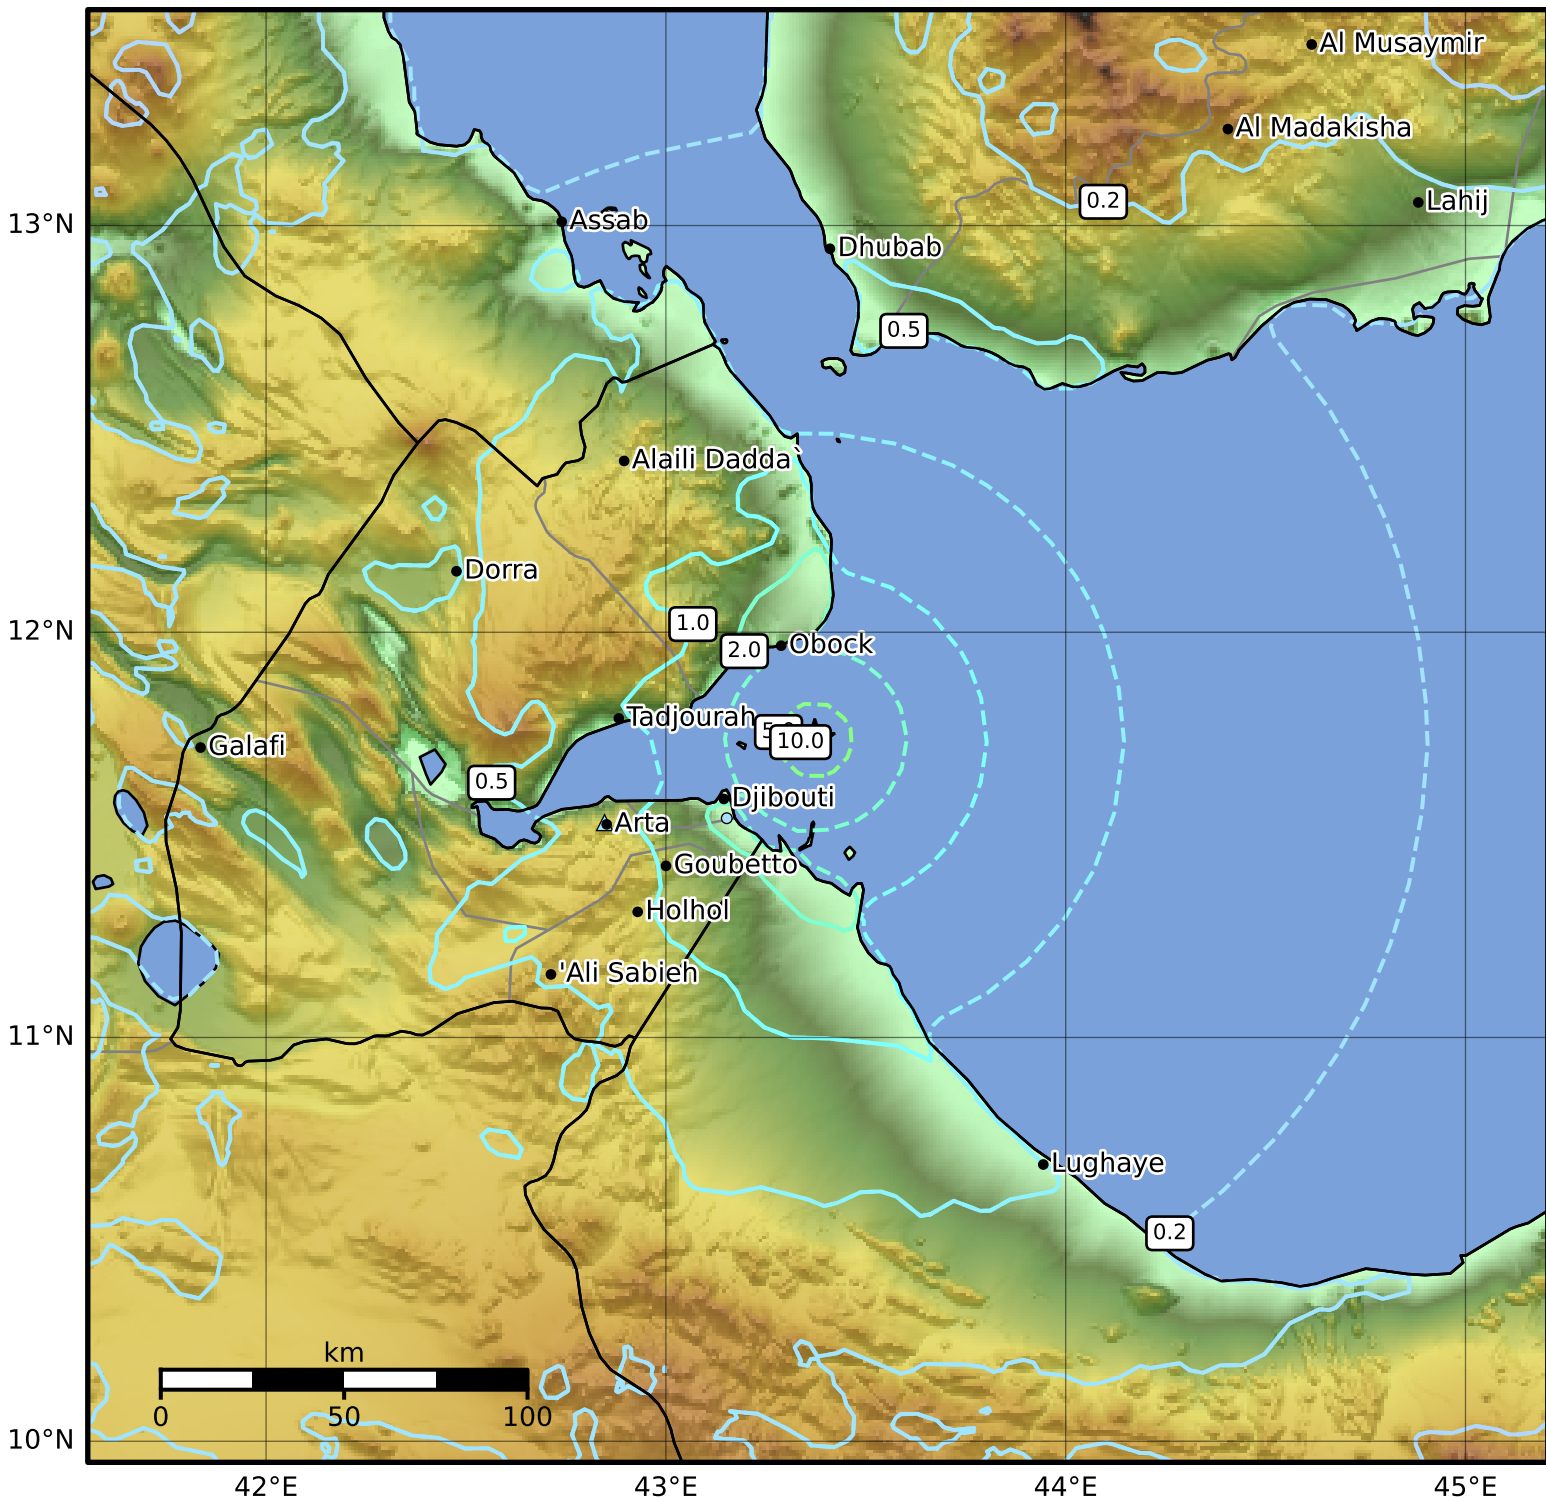 Al Musaymir
Al Madakisha
0.2
Lahij
13°N
Assab
Dhubab
0.5
Alaili Dadda`
Dorra
12°N
1.0
2.0
Obock
Tadjourah
10.0
Galafi
0.5
Djibouti
Arta
Goubetto
Holhol
'Ali Sabieh
11°N
Lughaye
0.2
km
0 50 100
10°N
42°E 43°E 44°E 45°E